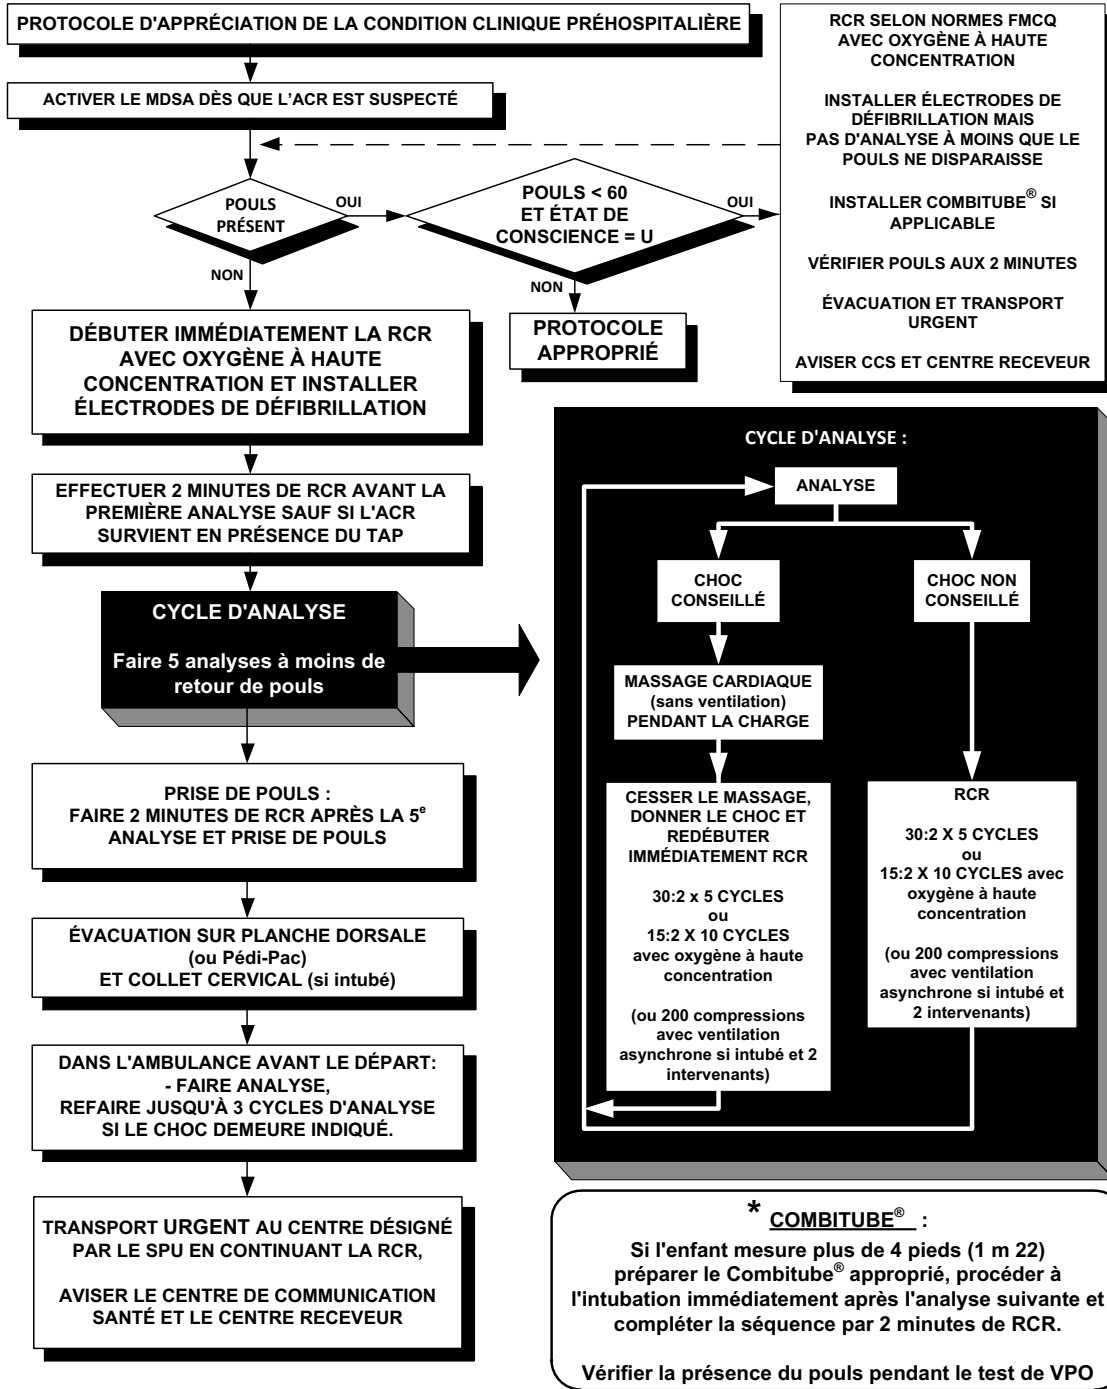 PROTOCOLE D'APPRÉCIATION DE LA CONDITION CLINIQUE PRÉHOSPITALIÈRE
ACTIVER LE MDSA DÈS QUE L'ACR EST SUSPECTÉ
POULS
PRÉSENT
OUI
NON
POULS < 60
ET ÉTAT DE
CONSCIENCE = U
OUI
NON
PROTOCOLE
APPROPRIÉ
RCR SELON NORMES FMCQ
AVEC OXYGÈNE À HAUTE
CONCENTRATION
INSTALLER ÉLECTRODES DE
DÉFIBRILLATION MAIS
PAS D'ANALYSE À MOINS QUE LE
POULS NE DISPARAISSE
INSTALLER COMBITUBE® SI
APPLICABLE
VÉRIFIER POULS AUX 2 MINUTES
ÉVACUATION ET TRANSPORT
URGENT
AVISER CCS ET CENTRE RECEVEUR
DÉBUTER IMMÉDIATEMENT LA RCR
AVEC OXYGÈNE À HAUTE
CONCENTRATION ET INSTALLER
ÉLECTRODES DE DÉFIBRILLATION
EFFECTUER 2 MINUTES DE RCR AVANT LA
PREMIÈRE ANALYSE SAUF SI L'ACR
SURVIENT EN PRÉSENCE DU TAP
CYCLE D'ANALYSE
Faire 5 analyses à moins de
retour de pouls
PRISE DE POULS :
FAIRE 2 MINUTES DE RCR APRÈS LA 5e
ANALYSE ET PRISE DE POULS
ÉVACUATION SUR PLANCHE DORSALE
(ou Pédi-Pac)
ET COLLET CERVICAL (si intubé)
DANS L'AMBULANCE AVANT LE DÉPART:
- FAIRE ANALYSE,
REFAIRE JUSQU'À 3 CYCLES D'ANALYSE
SI LE CHOC DEMEURE INDIQUÉ.
TRANSPORT URGENT AU CENTRE DÉSIGNÉ
PAR LE SPU EN CONTINUANT LA RCR,
AVISER LE CENTRE DE COMMUNICATION
SANTÉ ET LE CENTRE RECEVEUR
CYCLE D'ANALYSE :
ANALYSE
CHOC
CONSEILLÉ
MASSAGE CARDIAQUE
(sans ventilation)
PENDANT LA CHARGE
CESSER LE MASSAGE,
DONNER LE CHOC ET
REDÉBUTER
IMMÉDIATEMENT RCR
30:2 x 5 CYCLES
ou
15:2 X 10 CYCLES
avec oxygène à haute
concentration
(ou 200 compressions
avec ventilation
asynchrone si intubé et 2
intervenants)
CHOC NON
CONSEILLÉ
RCR
30:2 X 5 CYCLES
ou
15:2 X 10 CYCLES avec
oxygène à haute
concentration
(ou 200 compressions
avec ventilation
asynchrone si intubé et
2 intervenants)
* COMBITUBE® :
Si l'enfant mesure plus de 4 pieds (1 m 22)
préparer le Combitube® approprié, procéder à
l'intubation immédiatement après l'analyse suivante et
compléter la séquence par 2 minutes de RCR.
Vérifier la présence du pouls pendant le test de VPO